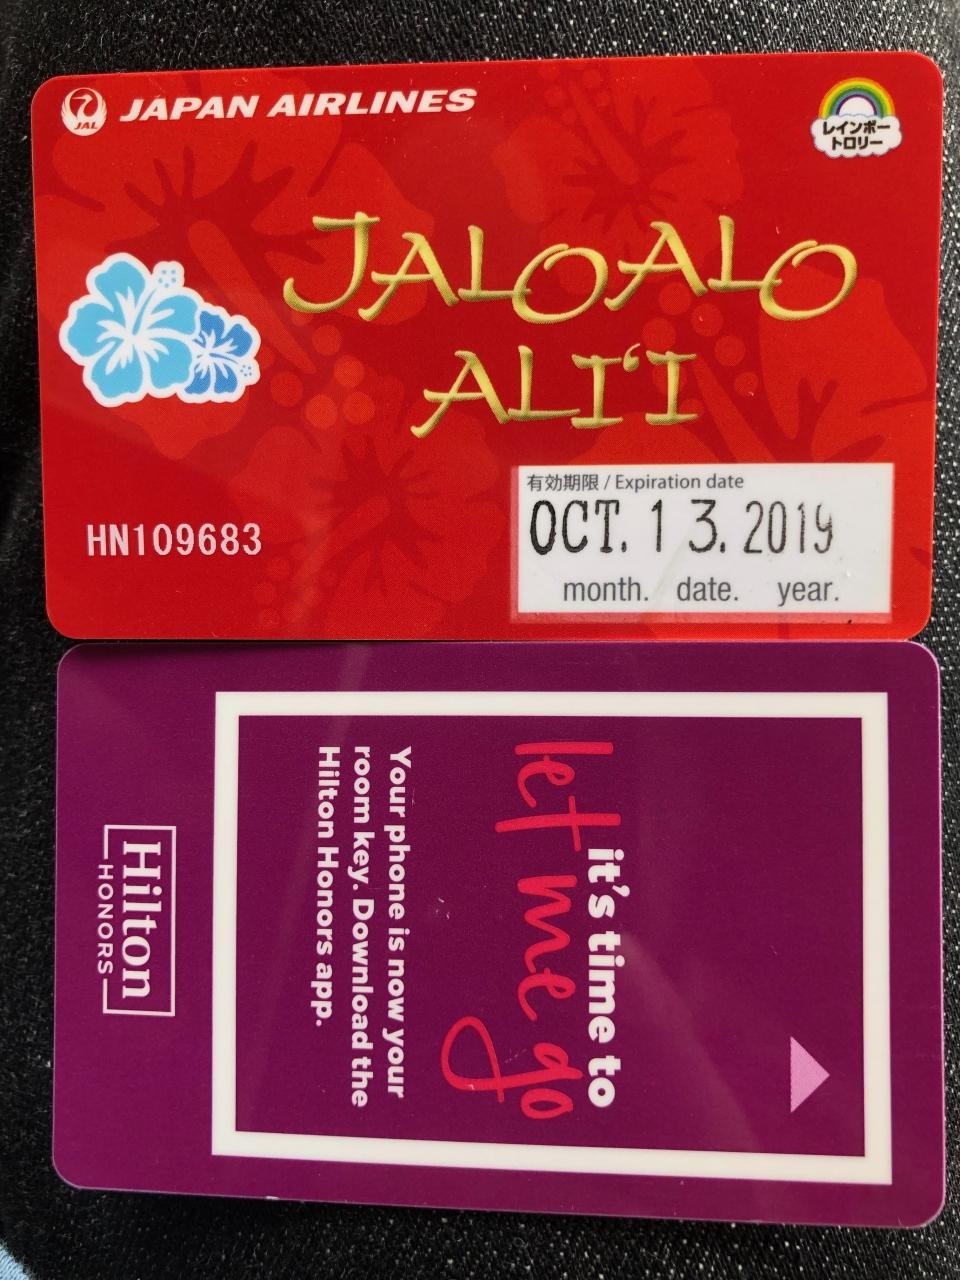 JAL
JAPAN AIRLINES
レインボー
トロリー
JALOALO
ALI‘I
HN109683
有効期限 / Expiration date
OCT. 13. 2019
month. date. year.
it's time to
let me go
Your phone is now your
room key. Download the
Hilton Honors app.
Hilton
HONORS